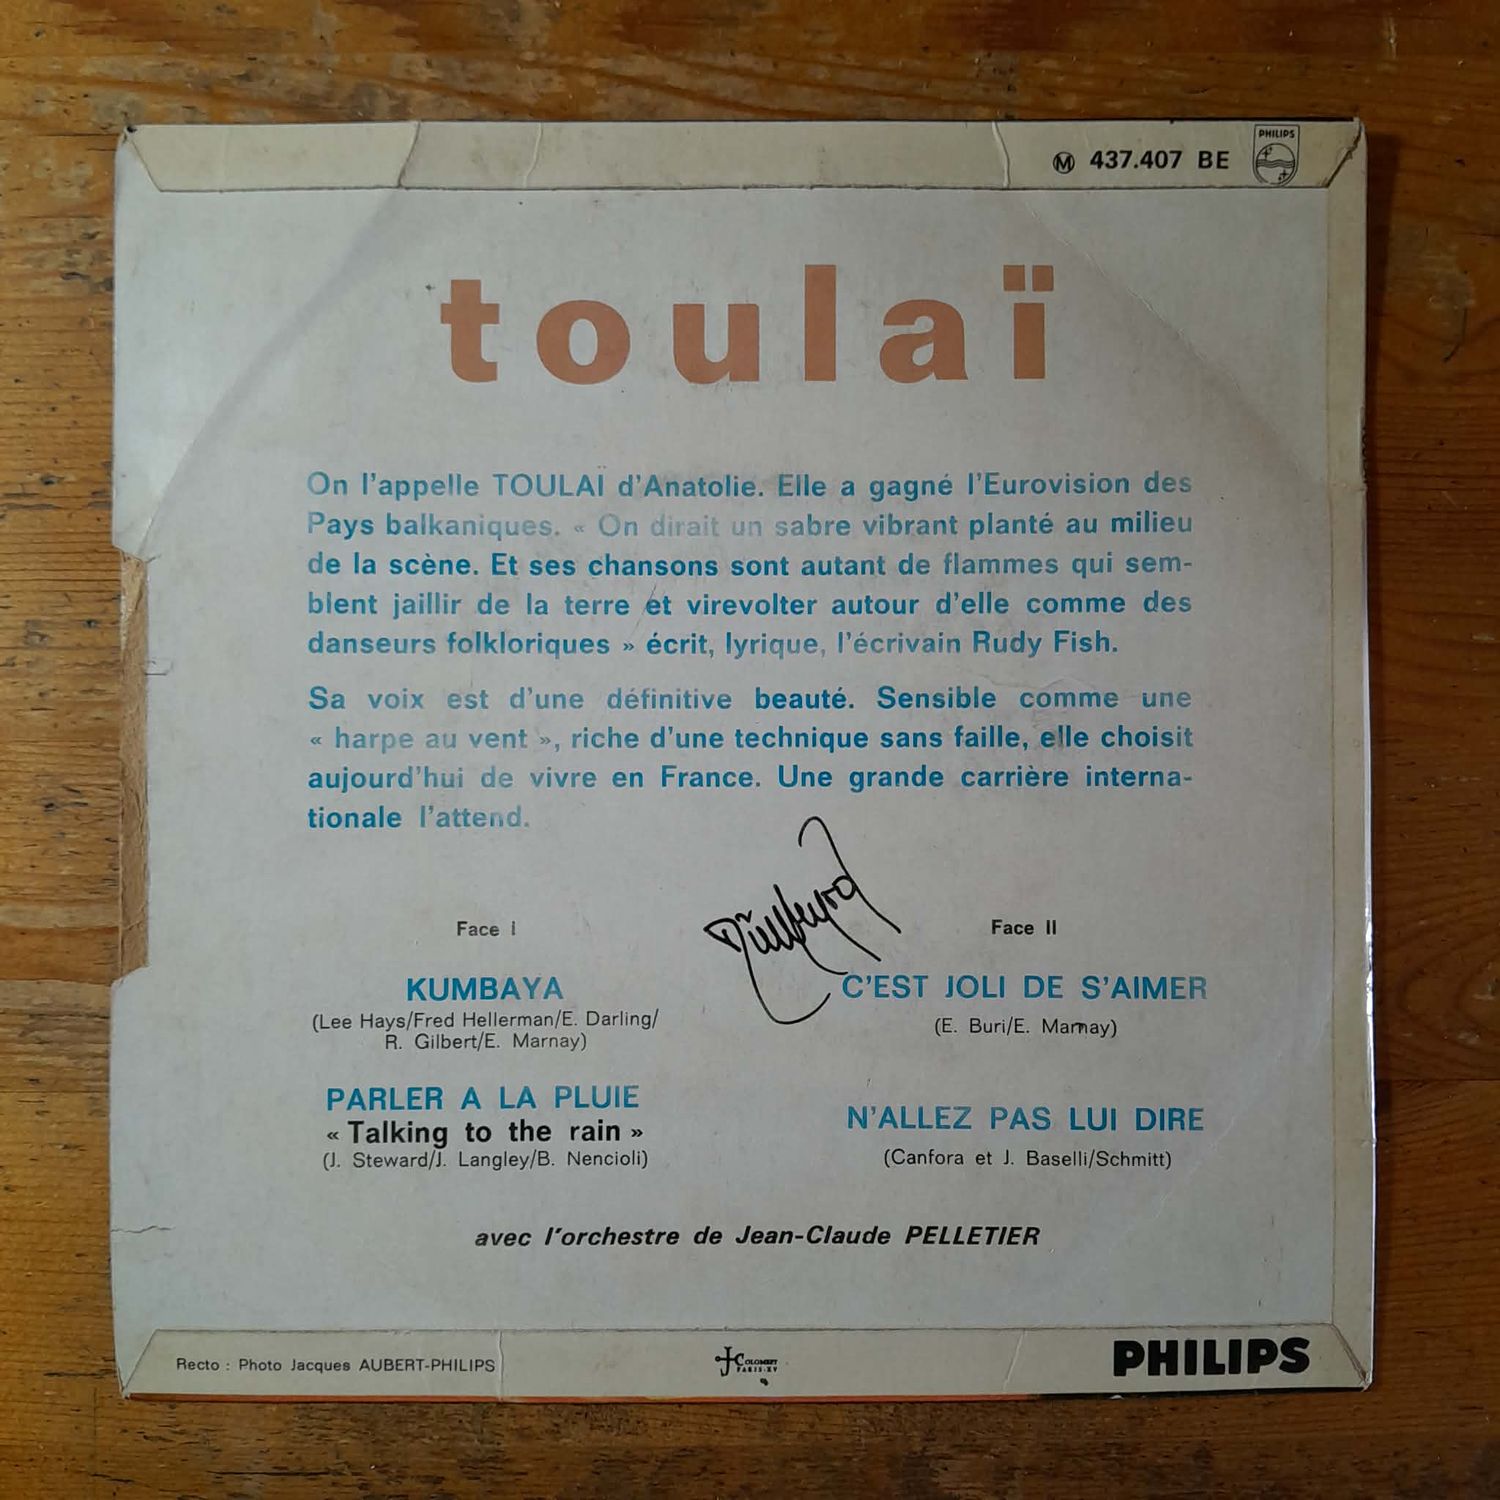 Ⓜ 437.407 BE
PHILIPS
toulaï
On l'appelle TOULAÏ d'Anatolie. Elle a gagné l'Eurovision des
Pays balkaniques. « On dirait un sabre vibrant planté au milieu
de la scène. Et ses chansons sont autant de flammes qui sem-
blent jaillir de la terre et virevolter autour d'elle comme des
danseurs folkloriques » écrit, lyrique, l'écrivain Rudy Fish.
Sa voix est d'une définitive beauté. Sensible comme une
« harpe au vent », riche d'une technique sans faille, elle choisit
aujourd'hui de vivre en France. Une grande carrière interna-
tionale l'attend.
Face I
KUMBAYA
(Lee Hays/Fred Hellerman/E. Darling/
R. Gilbert/E. Marnay)
PARLER A LA PLUIE
« Talking to the rain »
(J. Steward/J. Langley/B. Nencioli)
Face II
C'EST JOLI DE S'AIMER
(E. Buri/E. Marnay)
N'ALLEZ PAS LUI DIRE
(Canfora et J. Baselli/Schmitt)
avec l'orchestre de Jean-Claude PELLETIER
Recto : Photo Jacques AUBERT-PHILIPS
COLOMBET
PARIS-XV
PHILIPS